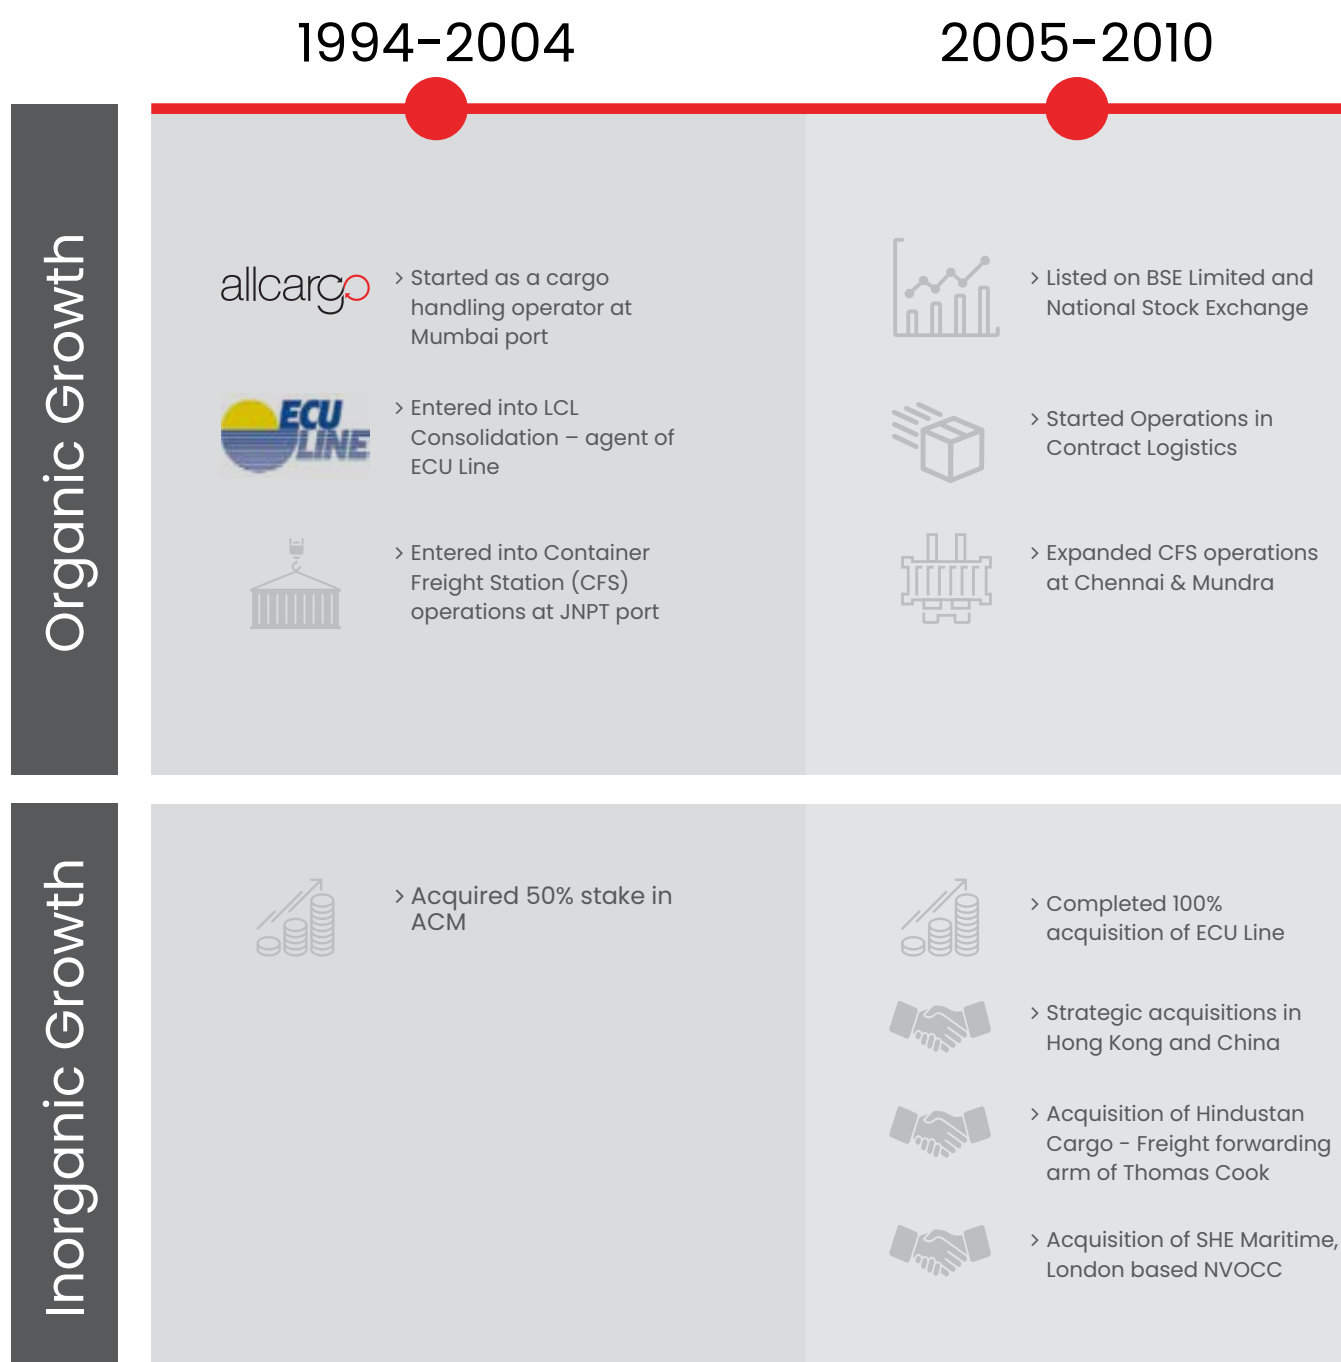 1994-2004
2005-2010
Organic Growth
allcargo
> Started as a cargo
handling operator at
Mumbai port
ECU
LINE
> Entered into LCL
Consolidation – agent of
ECU Line
> Entered into Container
Freight Station (CFS)
operations at JNPT port
> Listed on BSE Limited and
National Stock Exchange
> Started Operations in
Contract Logistics
> Expanded CFS operations
at Chennai & Mundra
Inorganic Growth
> Acquired 50% stake in
ACM
> Completed 100%
acquisition of ECU Line
> Strategic acquisitions in
Hong Kong and China
> Acquisition of Hindustan
Cargo - Freight forwarding
arm of Thomas Cook
> Acquisition of SHE Maritime,
London based NVOCC